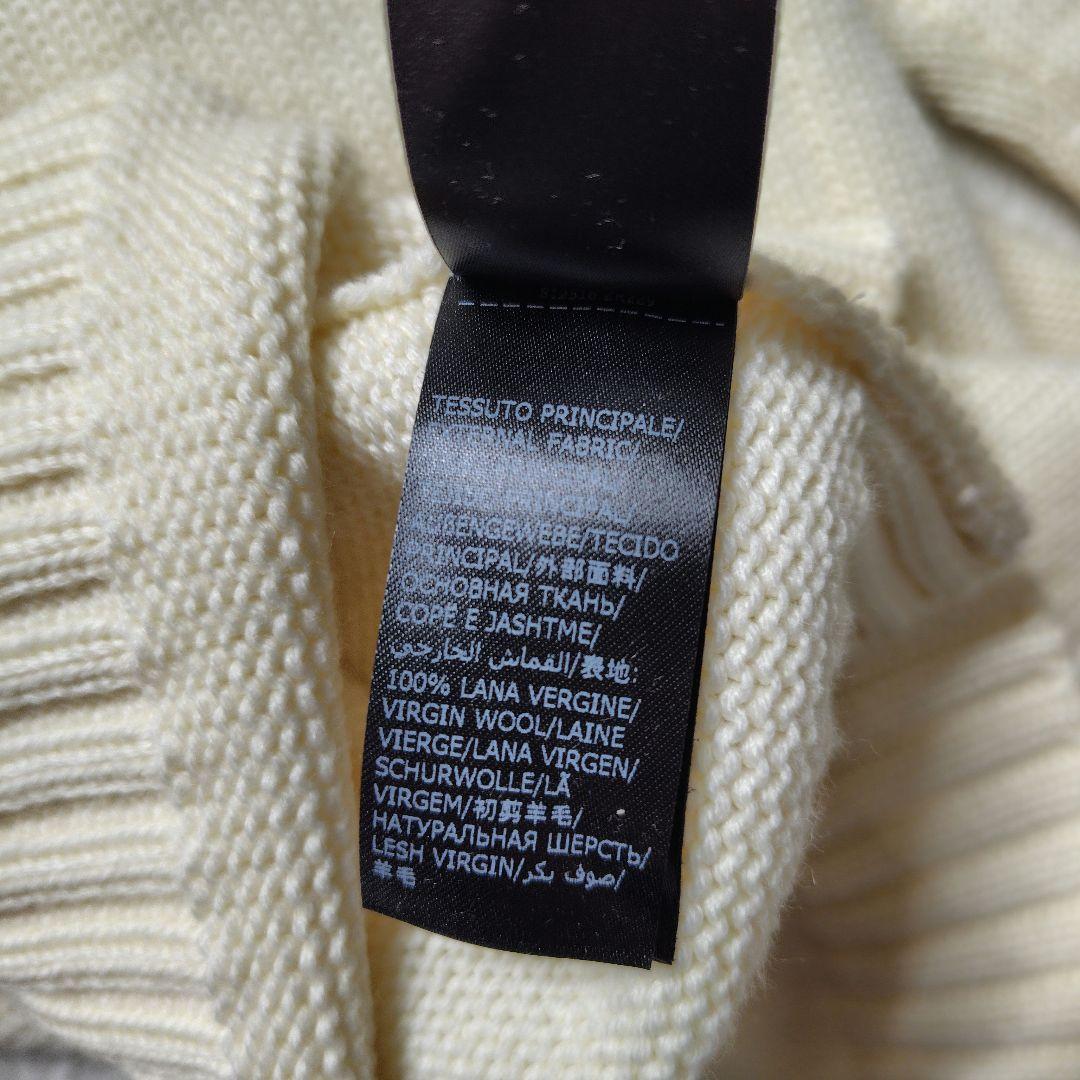 TESSUTO PRINCIPALE/
FABRIC/
AUßENGEWEBE/TECIDO
PRINCIPAL/外部面料/
ОСНОВНАЯ ТКАНЬ/
COPË E JASHTME/
القماش الخارجي/表地:
100% LANA VERGINE/
VIRGIN WOOL/LAINE
VIERGE/LANA VIRGEN/
SCHURWOLLE/LÃ
VIRGEM/初剪羊毛/
НАТУРАЛЬНАЯ ШЕРСТЬ/
LESH VIRGIN/صوف بكر/
羊毛